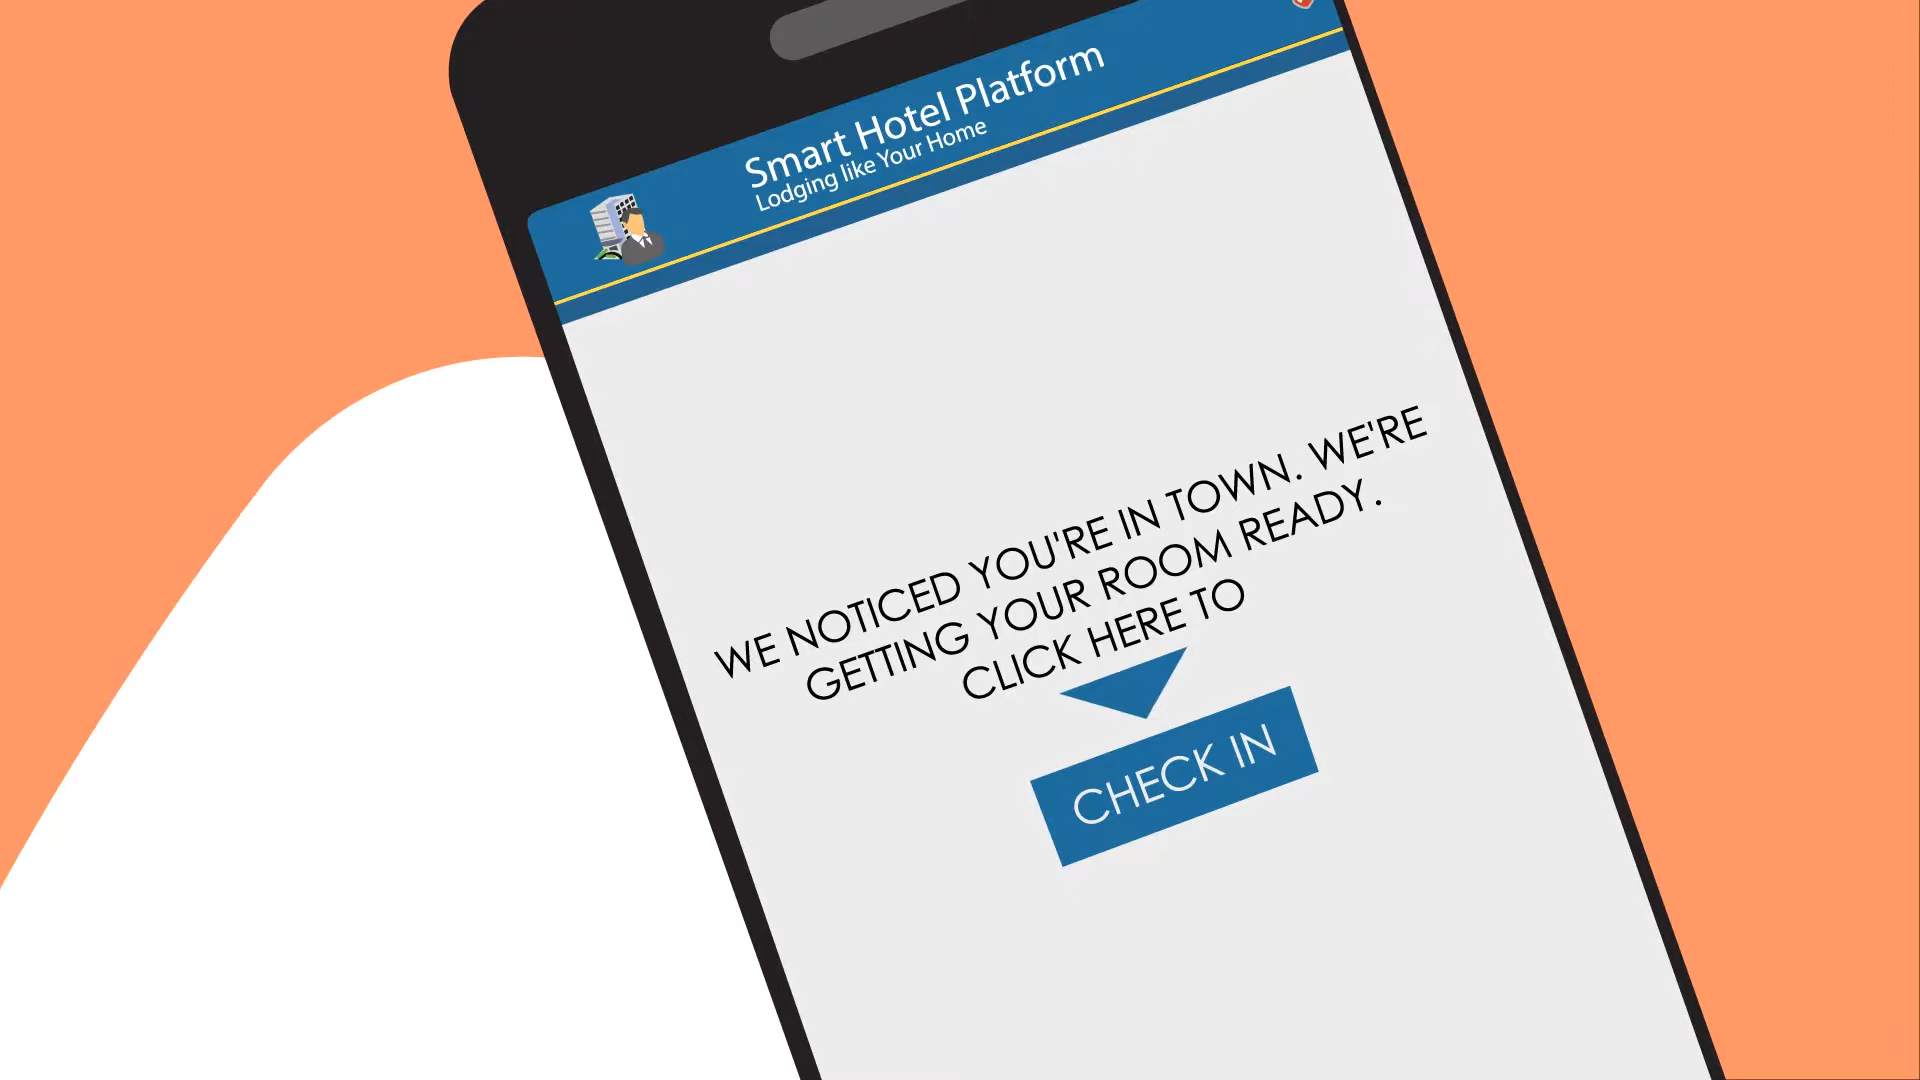 Smart Hotel Platform
Lodging like Your Home
WE NOTICED YOU'RE IN TOWN. WE'RE
GETTING YOUR ROOM READY.
CLICK HERE TO
CHECK IN